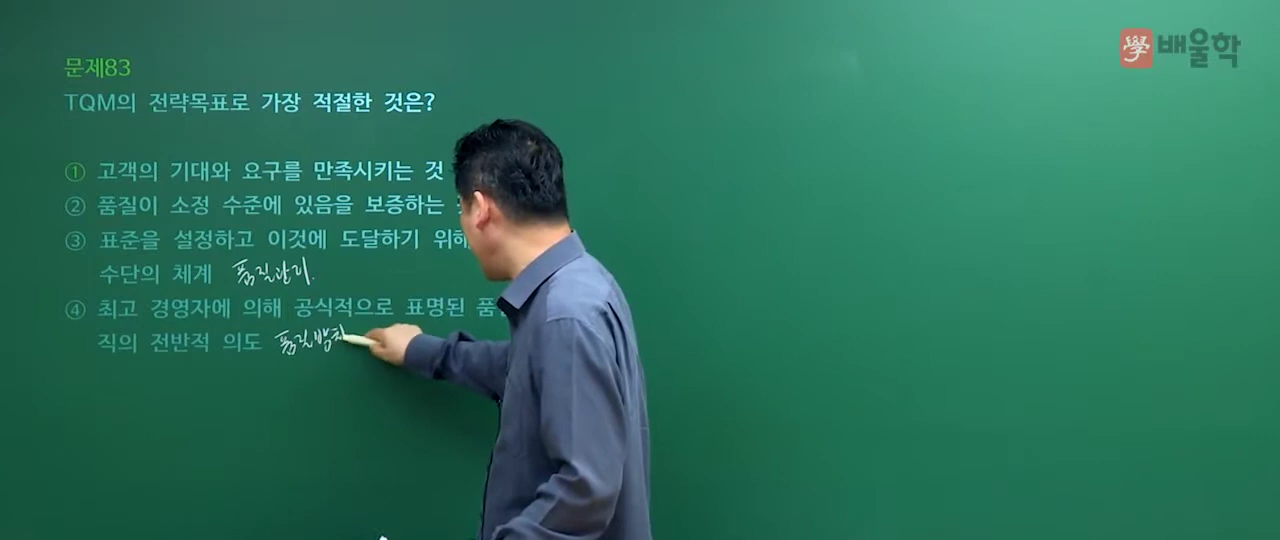 學 배울학
문제83
TQM의 전략목표로 가장 적절한 것은?
① 고객의 기대와 요구를 만족시키는 것
② 품질이 소정 수준에 있음을 보증하는
③ 표준을 설정하고 이것에 도달하기 위해
수단의 체계 품질관리.
④ 최고 경영자에 의해 공식적으로 표명된
직의 전반적 의도 품질방침